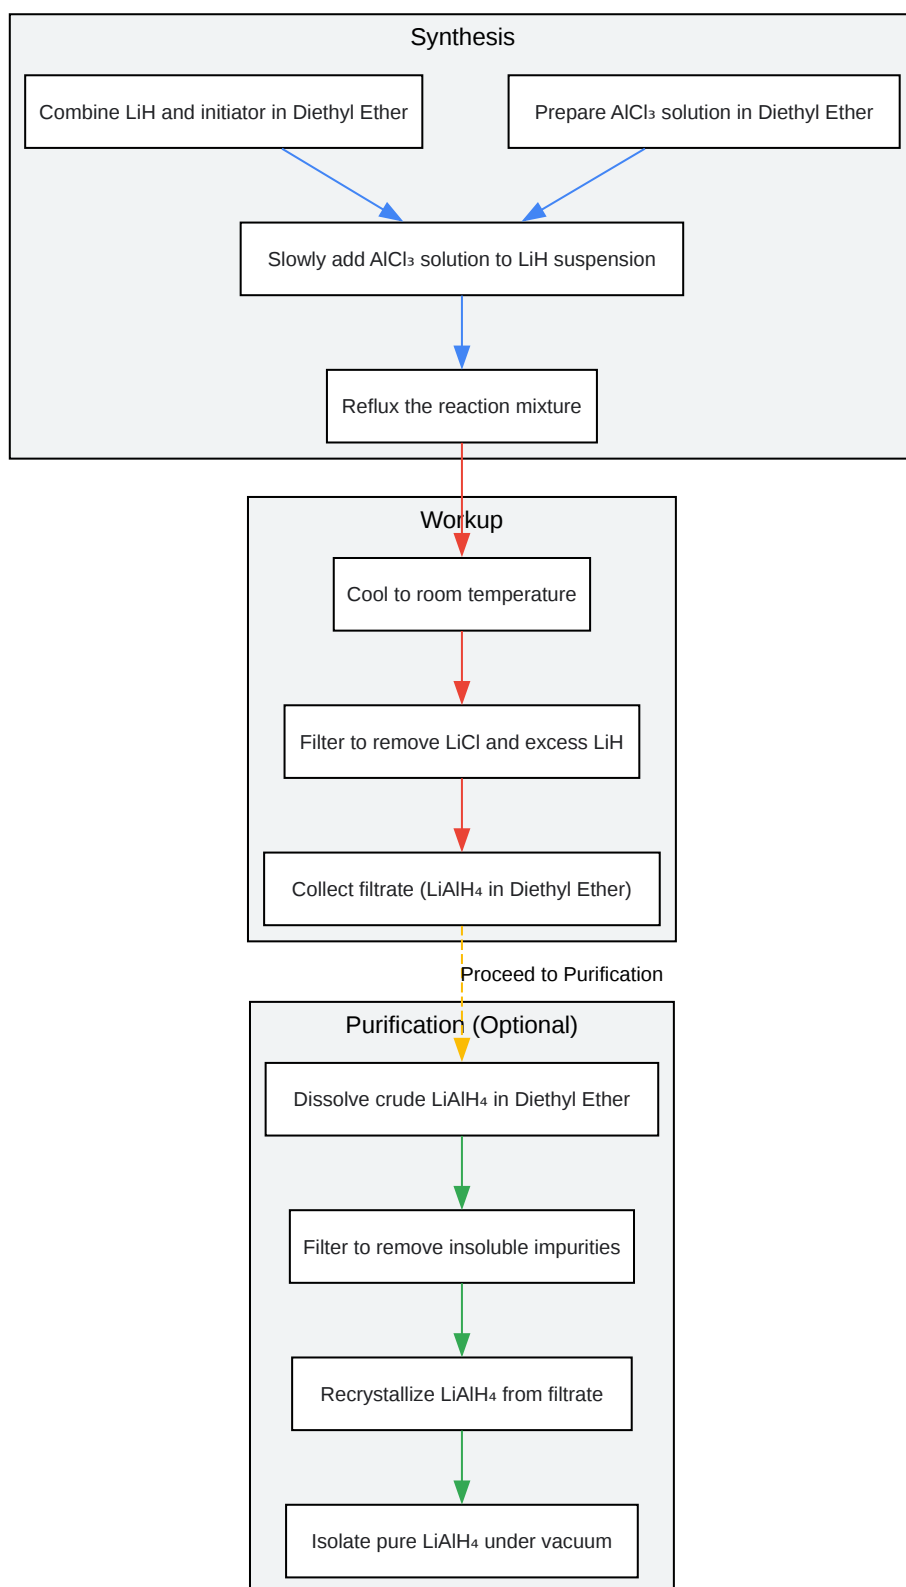 Synthesis
Combine LiH and initiator in Diethyl Ether
Prepare AlCl₃ solution in Diethyl Ether
Slowly add AlCl₃ solution to LiH suspension
Reflux the reaction mixture
Workup
Cool to room temperature
Filter to remove LiCl and excess LiH
Collect filtrate (LiAlH₄ in Diethyl Ether)
Proceed to Purification
Purification (Optional)
Dissolve crude LiAlH₄ in Diethyl Ether
Filter to remove insoluble impurities
Recrystallize LiAlH₄ from filtrate
Isolate pure LiAlH₄ under vacuum